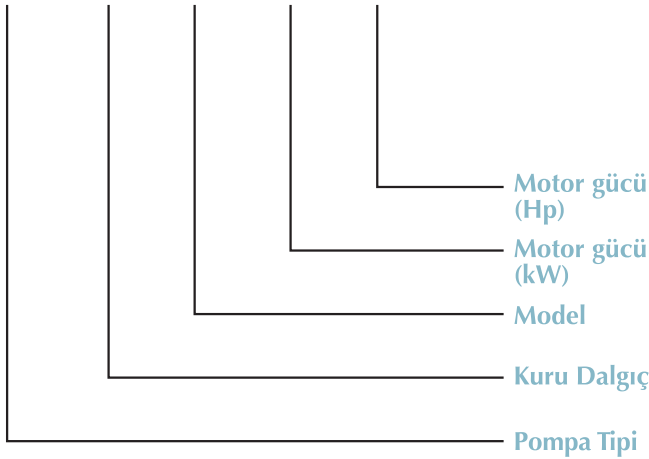 Motor gücü
(Hp)
Motor gücü
(kW)
Model
Kuru Dalgıç
Pompa Tipi